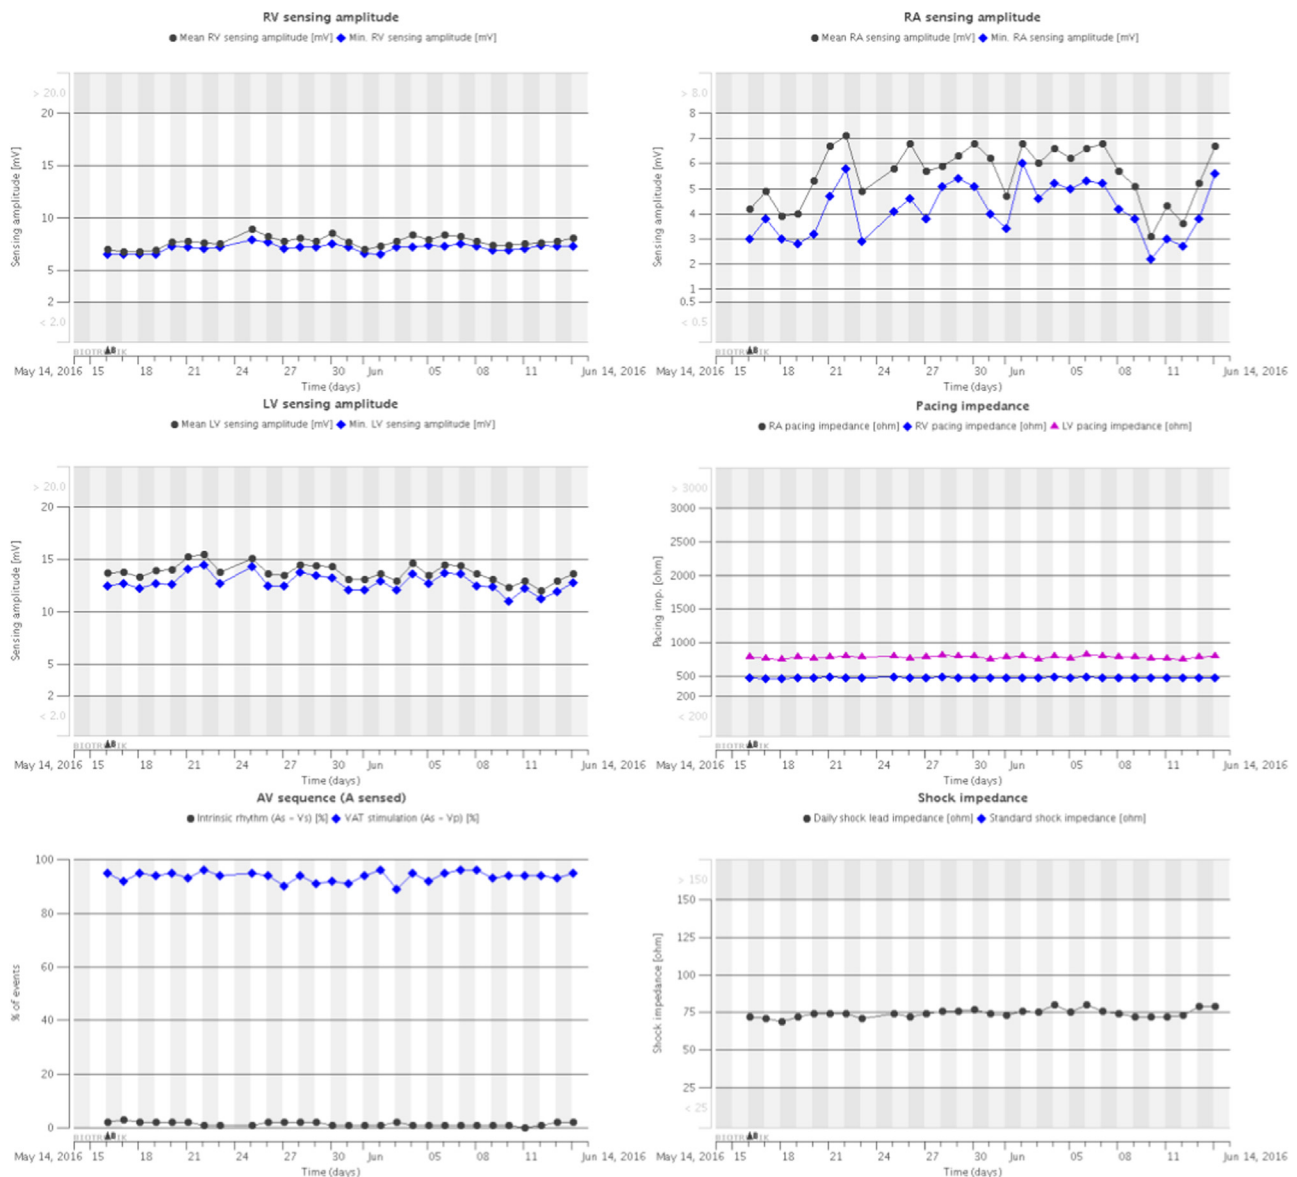 RV sensing amplitude
Mean RV sensing amplitude [mV] Min. RV sensing amplitude [mV]
> 20.0
20
15
10
5
2
< 2.0
Sensing amplitude [mV]
May 14, 2016 15 18 21 24 27 30 Jun 05 08 11 Jun 14, 2016
Time (days)
RA sensing amplitude
Mean RA sensing amplitude [mV] Min. RA sensing amplitude [mV]
> 8.0
8
7
6
5
4
3
2
1
0.5
< 0.5
Sensing amplitude [mV]
May 14, 2016 15 18 21 24 27 30 Jun 05 08 11 Jun 14, 2016
Time (days)
LV sensing amplitude
Mean LV sensing amplitude [mV] Min. LV sensing amplitude [mV]
> 20.0
20
15
10
5
2
< 2.0
Sensing amplitude [mV]
May 14, 2016 15 18 21 24 27 30 Jun 05 08 11 Jun 14, 2016
Time (days)
Pacing impedance
RA pacing impedance [ohm] RV pacing impedance [ohm] LV pacing impedance [ohm]
> 3000
3000
2500
2000
1500
1000
500
200
< 200
Pacing imp. [ohm]
May 14, 2016 15 18 21 24 27 30 Jun 05 08 11 Jun 14, 2016
Time (days)
AV sequence (A sensed)
Intrinsic rhythm (As - Vs) [%] VAT stimulation (As - Vp) [%]
100
80
60
40
20
0
% of events
May 14, 2016 15 18 21 24 27 30 Jun 05 08 11 Jun 14, 2016
Time (days)
Shock impedance
Daily shock lead impedance [ohm] Standard shock impedance [ohm]
> 150
150
125
100
75
50
25
< 25
Shock impedance [ohm]
May 14, 2016 15 18 21 24 27 30 Jun 05 08 11 Jun 14, 2016
Time (days)